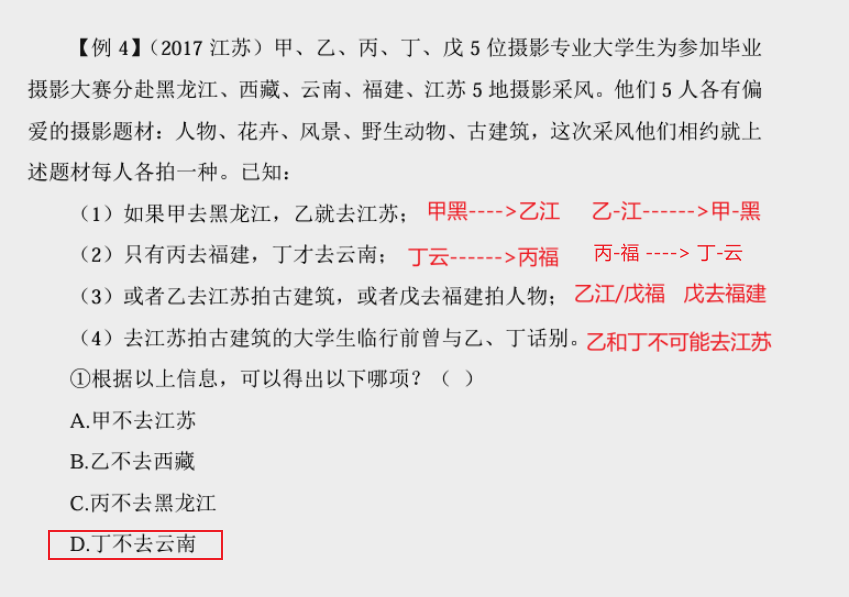 【例 4】（2017 江苏）甲、乙、丙、丁、戊 5 位摄影专业大学生为参加毕业
摄影大赛分赴黑龙江、西藏、云南、福建、江苏 5 地摄影采风。他们 5 人各有偏
爱的摄影题材：人物、花卉、风景、野生动物、古建筑，这次采风他们相约就上
述题材每人各拍一种。已知：
（1）如果甲去黑龙江，乙就去江苏； 甲黑---->乙江 乙-江------>甲-黑
（2）只有丙去福建，丁才去云南； 丁云------>丙福 丙-福 ----> 丁-云
（3）或者乙去江苏拍古建筑，或者戊去福建拍人物； 乙江/戊福 戊去福建
（4）去江苏拍古建筑的大学生临行前曾与乙、丁话别。 乙和丁不可能去江苏
①根据以上信息，可以得出以下哪项？（ ）
A.甲不去江苏
B.乙不去西藏
C.丙不去黑龙江
D.丁不去云南